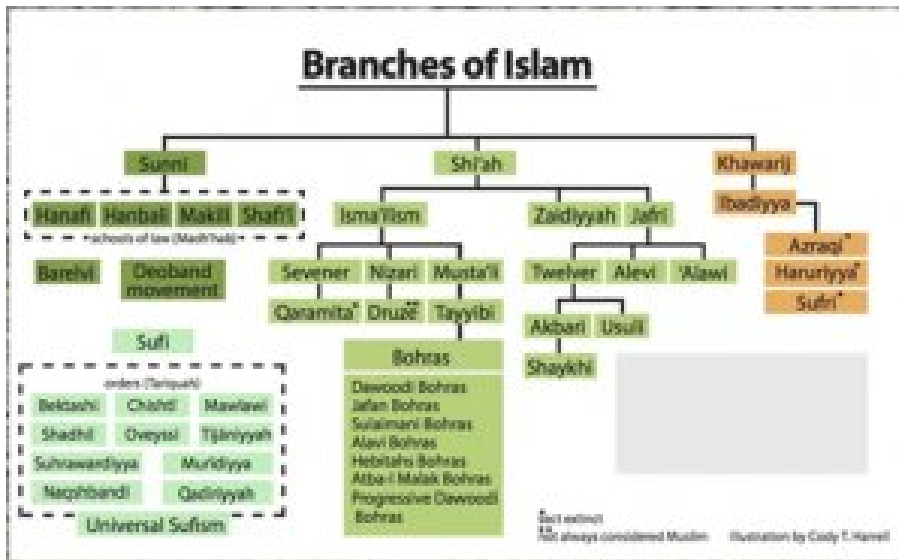 Branches of Islam
Sunni
Shi'ah
Khawarij
Hanafi Hanbali Makili Shafi'i
schools of law (Madh'hab)
Barelvi
Deoband
movement
Isma'ilism
Zaidiyyah
Jafri
Ibadiyya
Sevener
Nizari
Musta'li
Twelver
Alevi
'Alawi
Azraqi*
Haruriyya*
Sufri*
Qaramita*
Druze**
Tayyibi
Akbari
Usuli
Shaykhi
Sufi
orders (Tariqah)
Bektashi
Chishti
Mawlawi
Shadhil
Oveyssi
Tijāniyyah
Suhrawardiyya
Muridiyya
Naqshbandi
Qadiriyyah
Universal Sufism
Bohras
Dawoodi Bohras
Jafari Bohras
Sulaimani Bohras
Alavi Bohras
Hebitahs Bohras
Atba-i Malak Bohras
Progressive Dawoodi
Bohras
* Sect extinct
** not always considered Muslim
Illustration by Cody T. Harrell